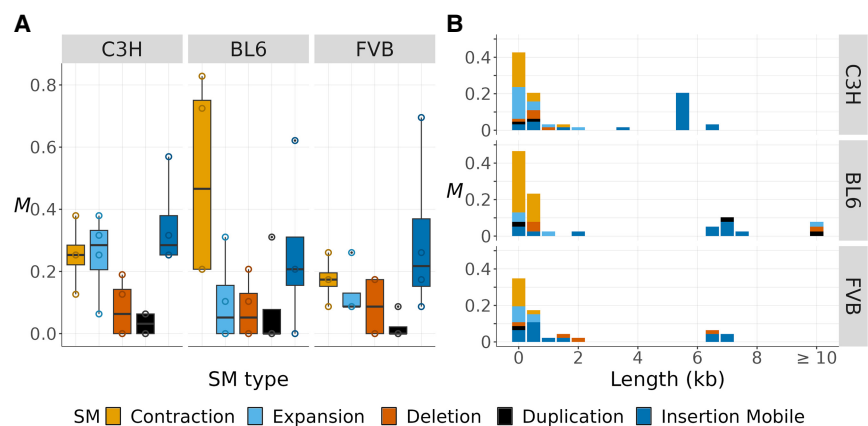 A
B
C3H
BL6
FVB
0.8
0.6
0.4
0.2
0.0
M
SM type
0.4
0.2
0
C3H
0.4
0.2
0
BL6
0.4
0.2
0
FVB
M
0 2 4 6 8 ≥ 10
Length (kb)
SM Contraction Expansion Deletion Duplication Insertion Mobile